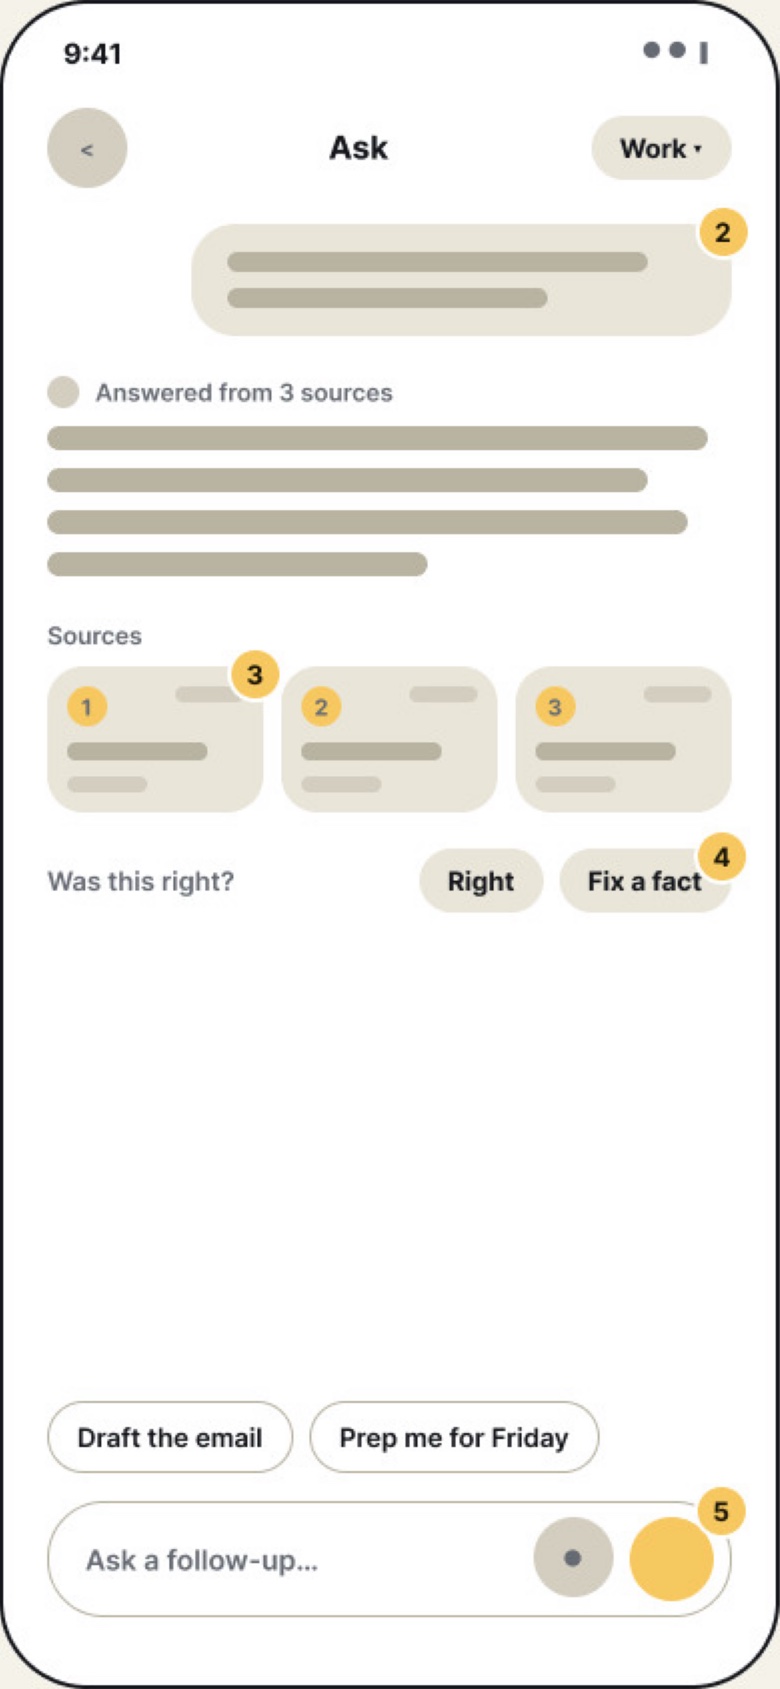 9:41
<
Ask
Work ▾
2
Answered from 3 sources
Sources
3
1
2
3
4
Was this right?
Right
Fix a fact
Draft the email
Prep me for Friday
5
Ask a follow-up...